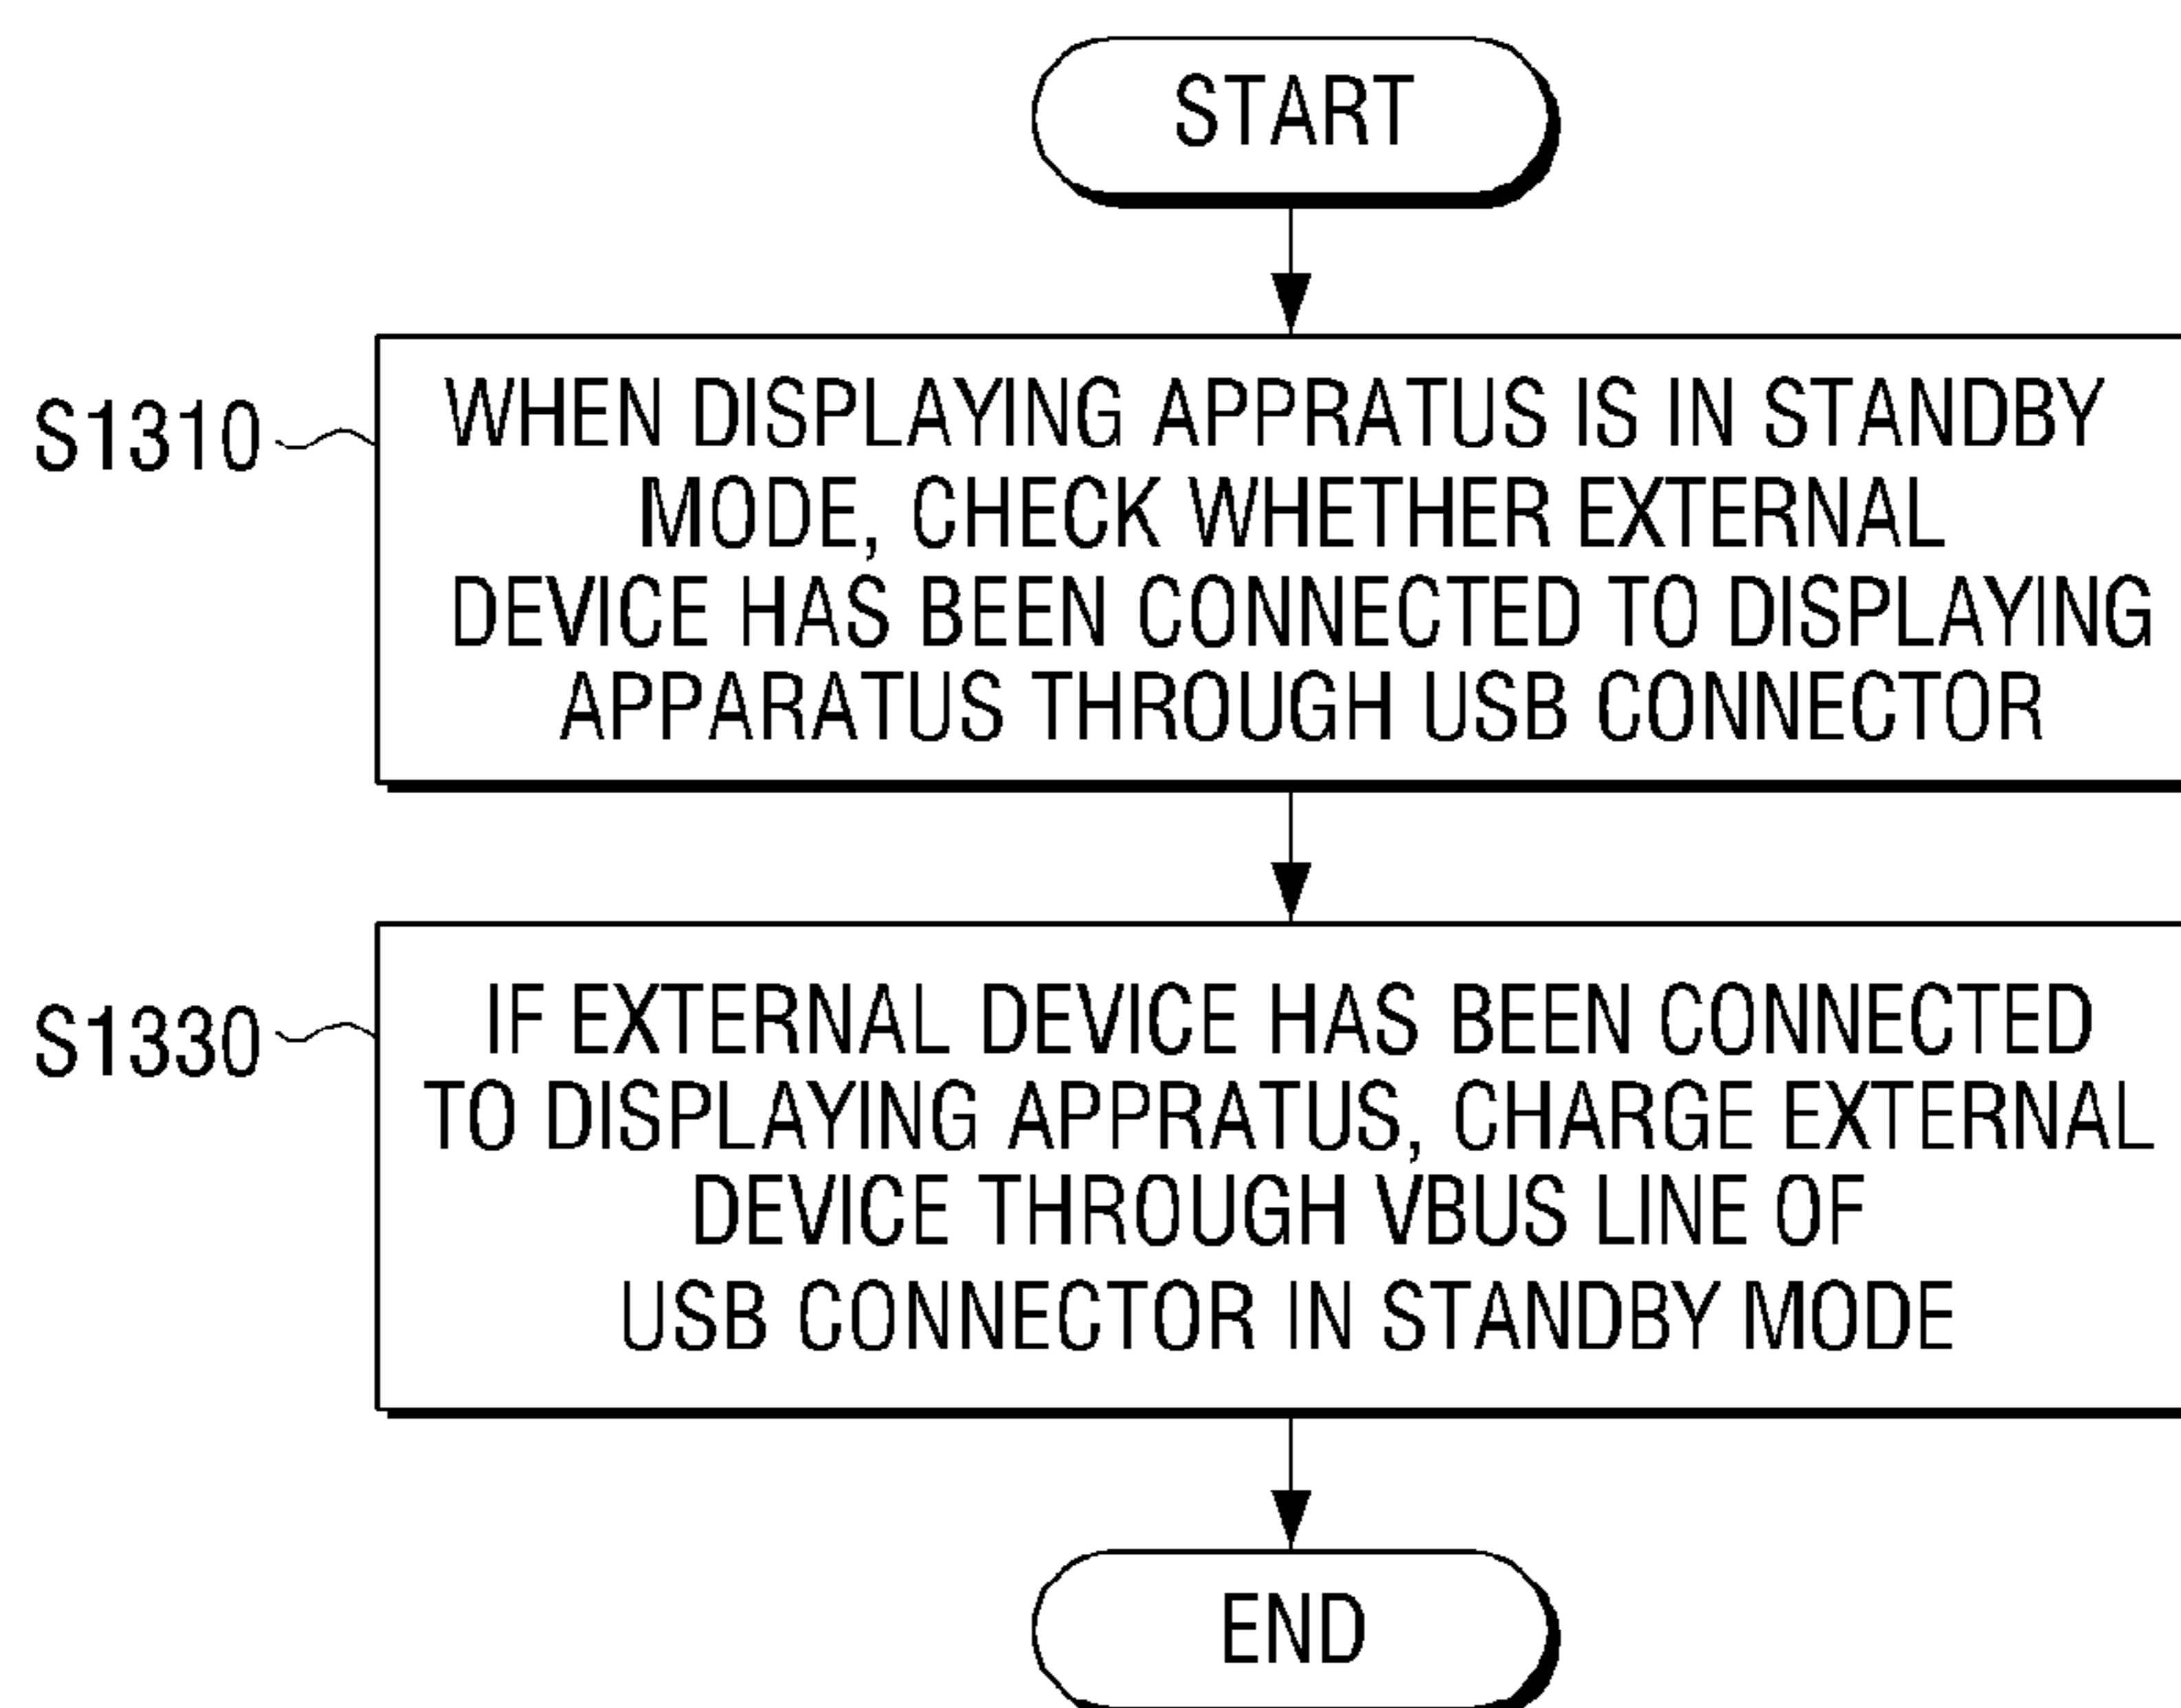 START
S1310
WHEN DISPLAYING APPRATUS IS IN STANDBY
MODE, CHECK WHETHER EXTERNAL
DEVICE HAS BEEN CONNECTED TO DISPLAYING
APPARATUS THROUGH USB CONNECTOR
S1330
IF EXTERNAL DEVICE HAS BEEN CONNECTED
TO DISPLAYING APPRATUS, CHARGE EXTERNAL
DEVICE THROUGH VBUS LINE OF
USB CONNECTOR IN STANDBY MODE
END